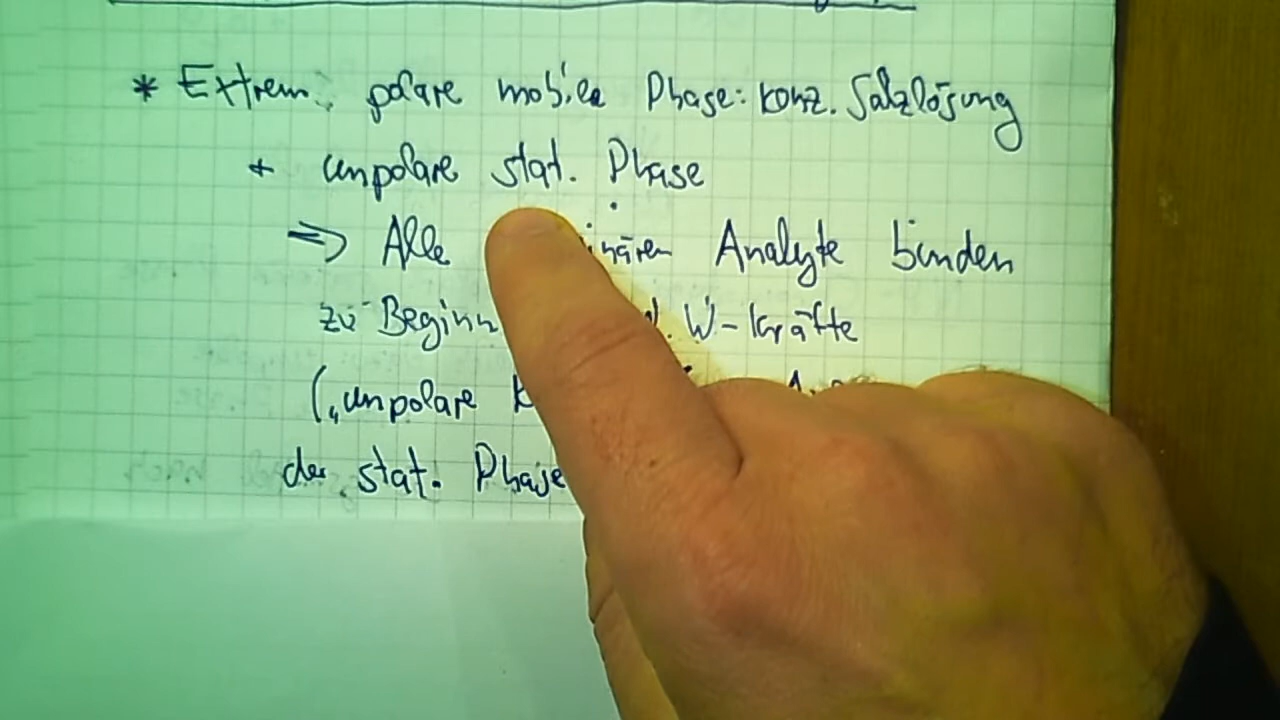 * Extrem polare mobile Phase: konz. Salzlösung
+ unpolare stat. Phase
⇒ Alle Analyte binden
zu Beginn W-Kräfte
(„unpolare
der stat. Phase